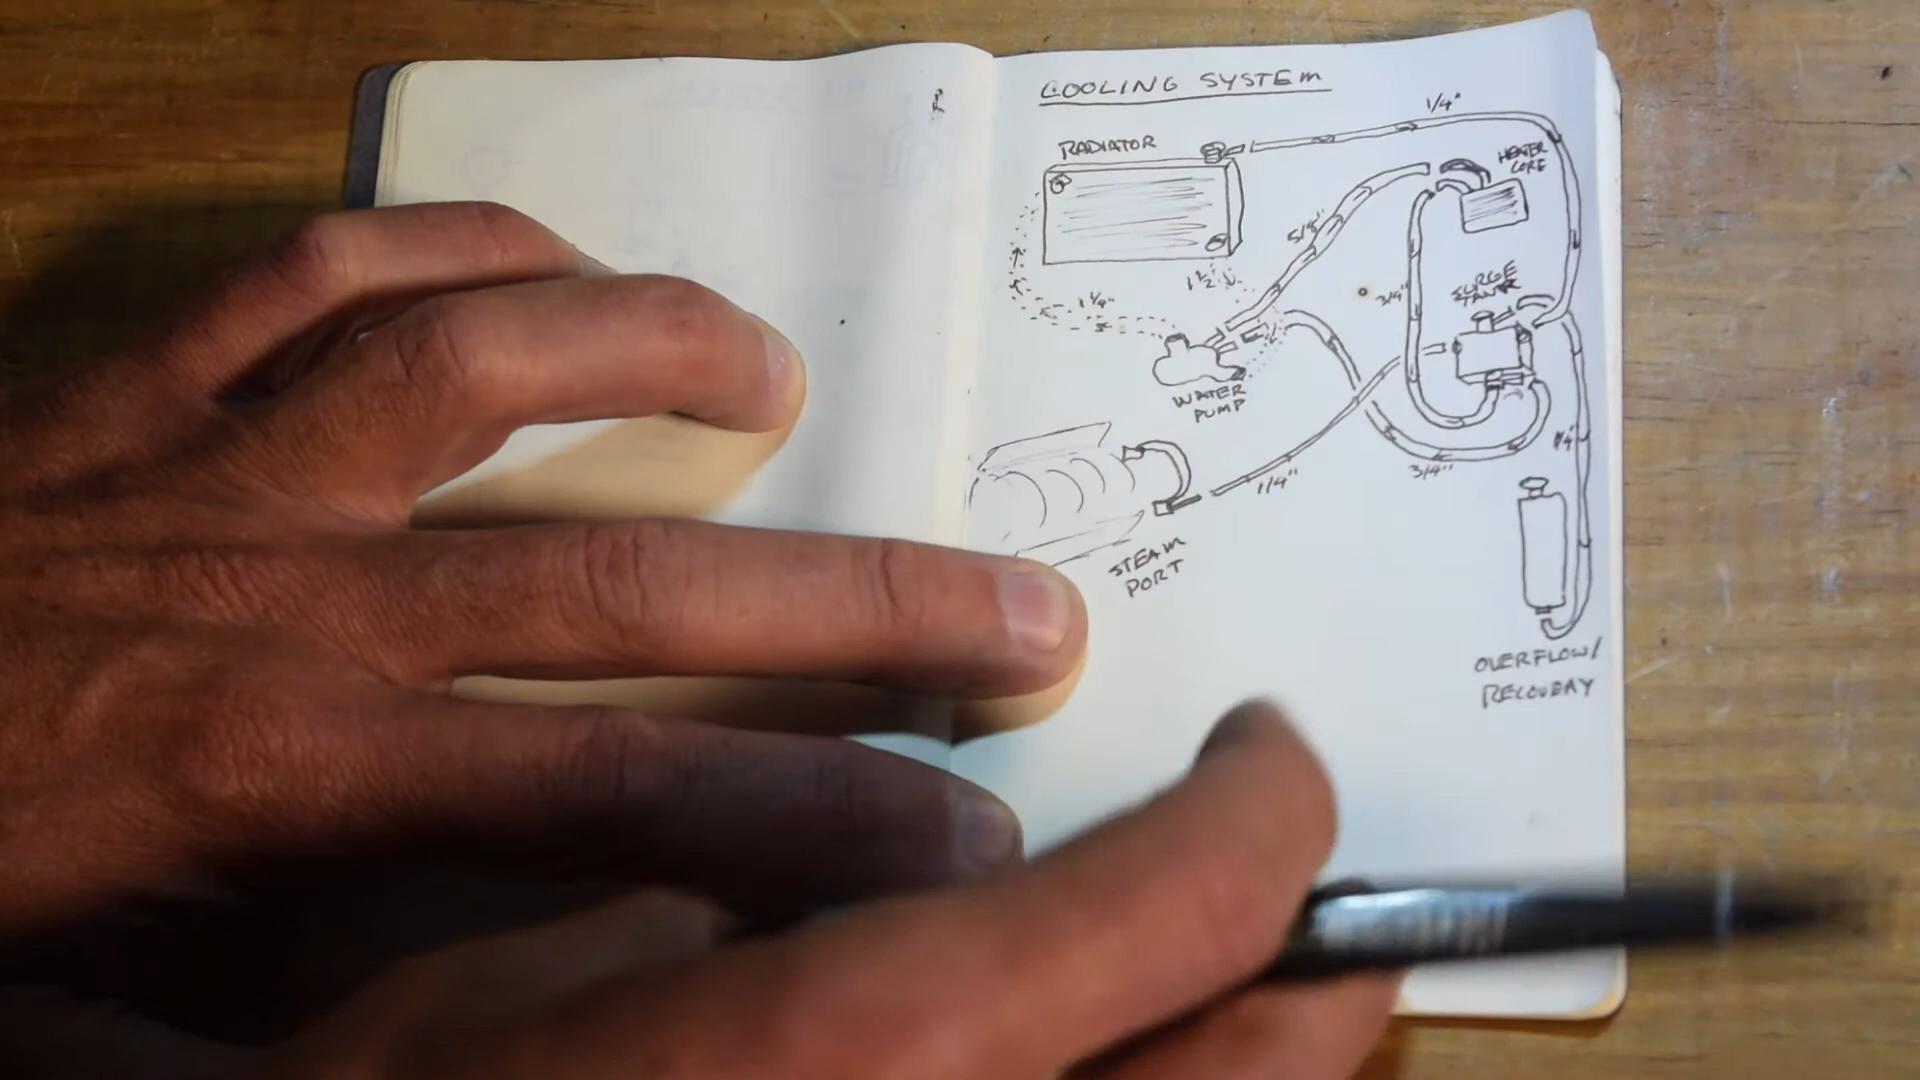 COOLING SYSTEM
1/4"
RADIATOR
HEATER
CORE
5/8"
SURGE
TANK
1 1/2"
3/4"
1 1/4"
WATER
PUMP
1/4"
3/4"
1/4"
STEAM
PORT
OVERFLOW/
RECOVERY